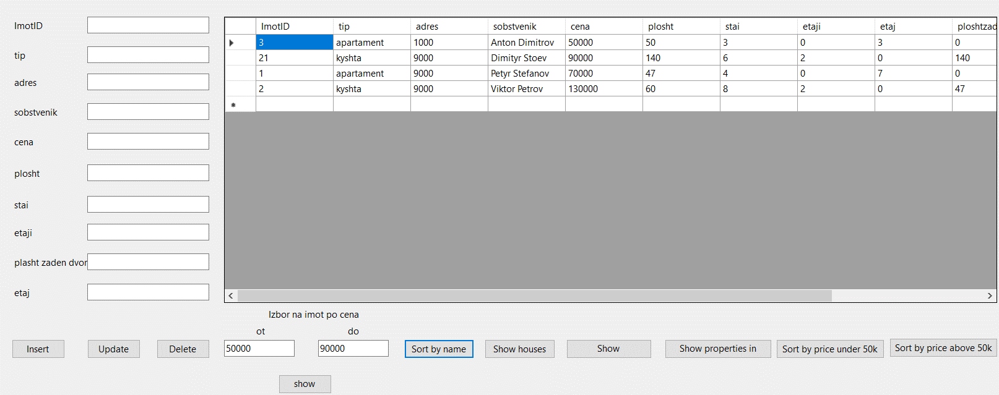 ImotID
tip
adres
sobstvenik
cena
plosht
stai
etaji
plasht zaden dvor
etaj
ImotID tip adres sobstvenik cena plosht stai etaji etaj ploshtzad
3 apartament 1000 Anton Dimitrov 50000 50 3 0 3 0
21 kyshta 9000 Dimityr Stoev 90000 140 6 2 0 140
1 apartament 9000 Petyr Stefanov 70000 47 4 0 7 0
2 kyshta 9000 Viktor Petrov 130000 60 8 2 0 47
Izbor na imot po cena
ot do
50000 90000
Insert Update Delete Sort by name Show houses Show Show properties in Sort by price under 50k Sort by price above 50k
show